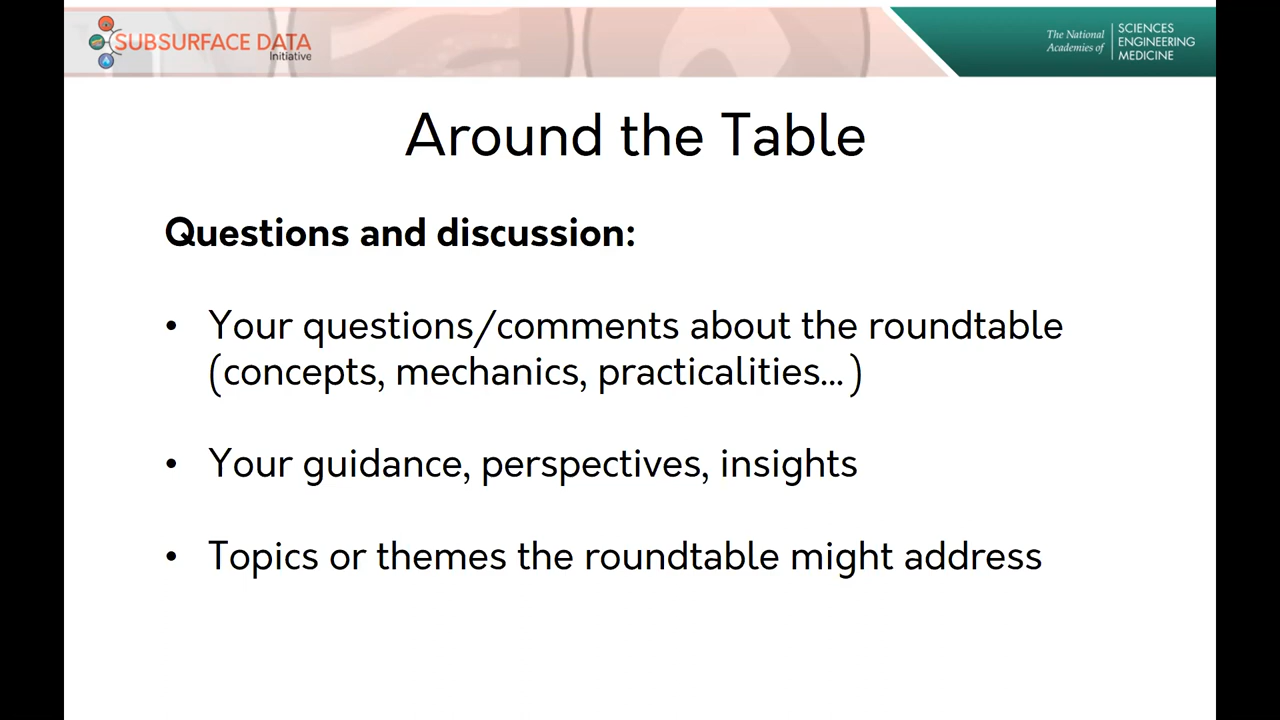 SUBSURFACE DATA
Initiative
The National
Academies of
SCIENCES
ENGINEERING
MEDICINE
Around the Table
Questions and discussion:
• Your questions/comments about the roundtable
(concepts, mechanics, practicalities... )
• Your guidance, perspectives, insights
• Topics or themes the roundtable might address